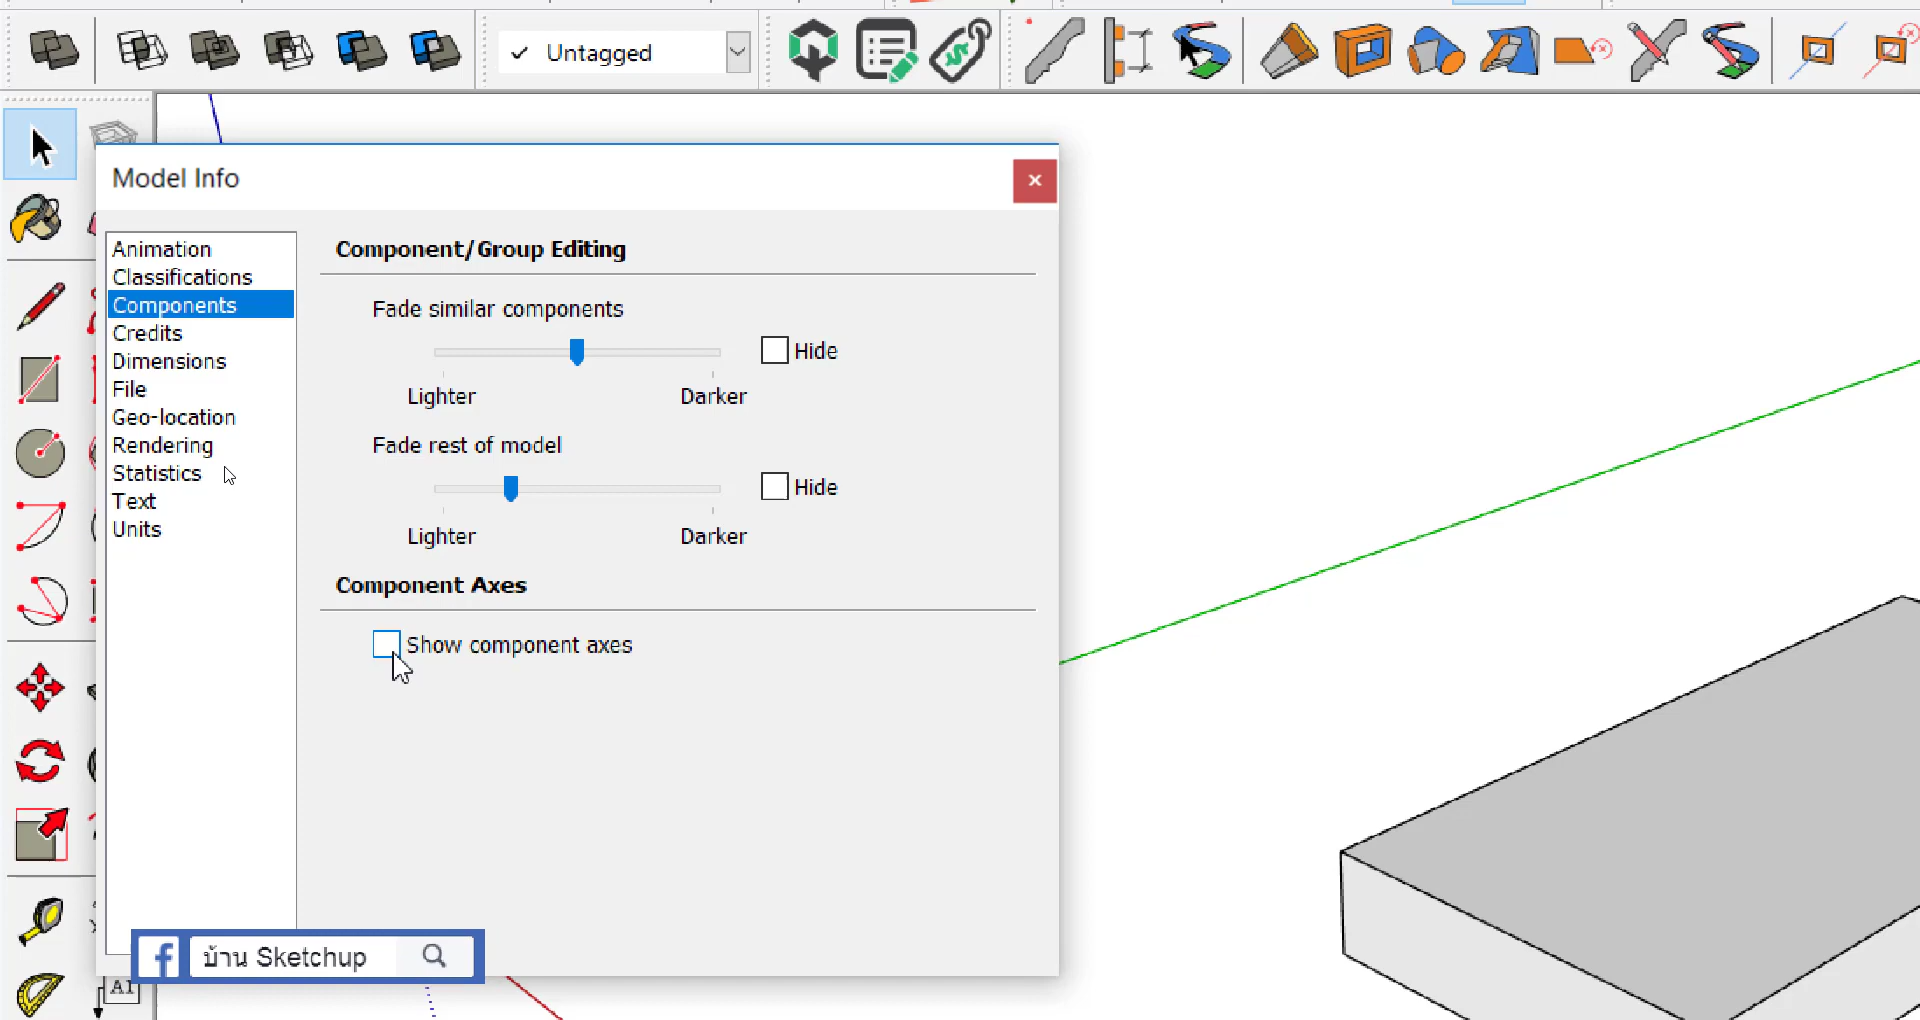 Untagged
Model Info
Animation
Classifications
Components
Credits
Dimensions
File
Geo-location
Rendering
Statistics
Text
Units
Component/Group Editing
Fade similar components
Hide
Lighter
Darker
Fade rest of model
Hide
Lighter
Darker
Component Axes
Show component axes
บ้าน Sketchup
A1